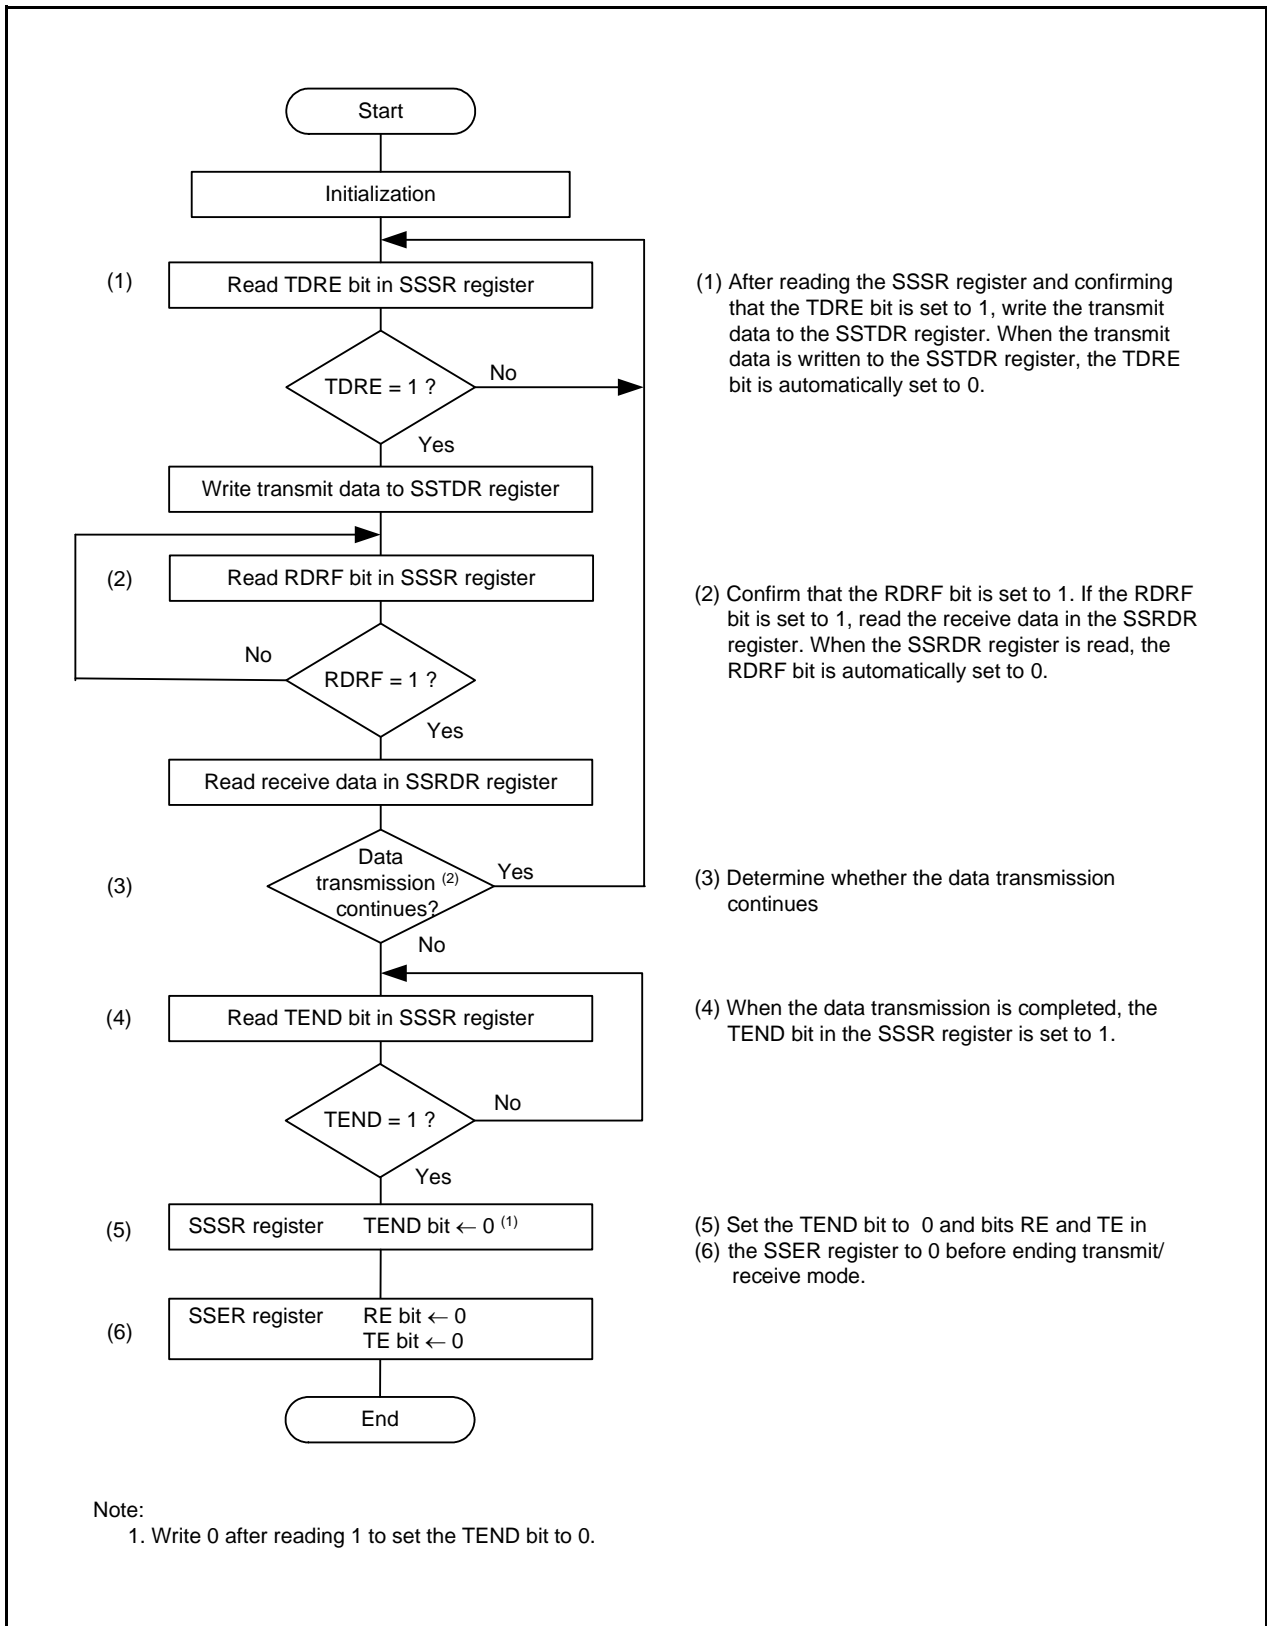 Start
Initialization
(1)
Read TDRE bit in SSSR register
TDRE = 1 ?
No
Yes
Write transmit data to SSTDR register
(2)
Read RDRF bit in SSSR register
No
RDRF = 1 ?
Yes
Read receive data in SSRDR register
(3)
Data
transmission (2)
continues?
Yes
No
(4)
Read TEND bit in SSSR register
TEND = 1 ?
No
Yes
(5)
SSSR register TEND bit ← 0 (1)
(6)
SSER register RE bit ← 0
TE bit ← 0
End
(1) After reading the SSSR register and confirming
that the TDRE bit is set to 1, write the transmit
data to the SSTDR register. When the transmit
data is written to the SSTDR register, the TDRE
bit is automatically set to 0.
(2) Confirm that the RDRF bit is set to 1. If the RDRF
bit is set to 1, read the receive data in the SSRDR
register. When the SSRDR register is read, the
RDRF bit is automatically set to 0.
(3) Determine whether the data transmission
continues
(4) When the data transmission is completed, the
TEND bit in the SSSR register is set to 1.
(5) Set the TEND bit to 0 and bits RE and TE in
(6) the SSER register to 0 before ending transmit/
receive mode.
Note:
1. Write 0 after reading 1 to set the TEND bit to 0.